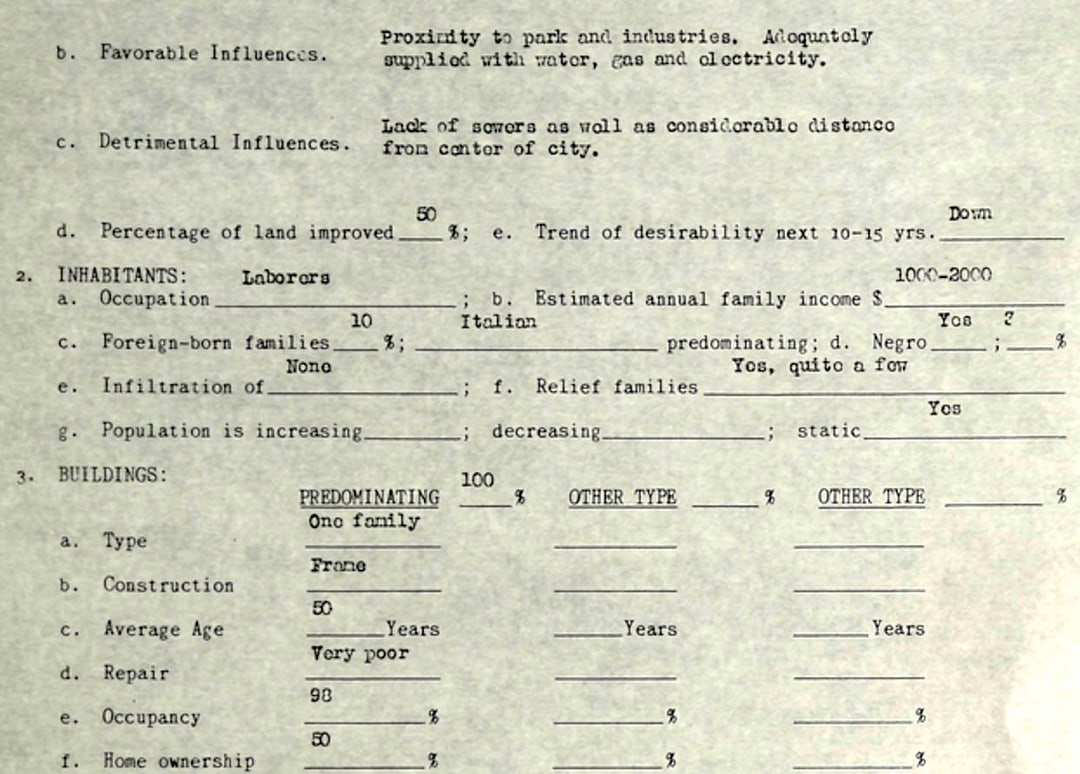 b. Favorable Influences. Proximity to park and industries. Adequately
supplied with water, gas and electricity.
c. Detrimental Influences. Lack of sewers as well as considerable distance
from center of city.
d. Percentage of land improved 50 %; e. Trend of desirability next 10-15 yrs. Down
2. INHABITANTS:
a. Occupation Laborers ; b. Estimated annual family income $ 1000-2000
c. Foreign-born families 10 %; Italian predominating; d. Negro Yes ; ? %
e. Infiltration of None ; f. Relief families Yes, quite a few
g. Population is increasing ; decreasing ; static Yes
3. BUILDINGS:
PREDOMINATING 100 % OTHER TYPE % OTHER TYPE %
a. Type One family
b. Construction Frame
c. Average Age 50 Years Years Years
d. Repair Very poor
e. Occupancy 98 % % %
f. Home ownership 50 % % %